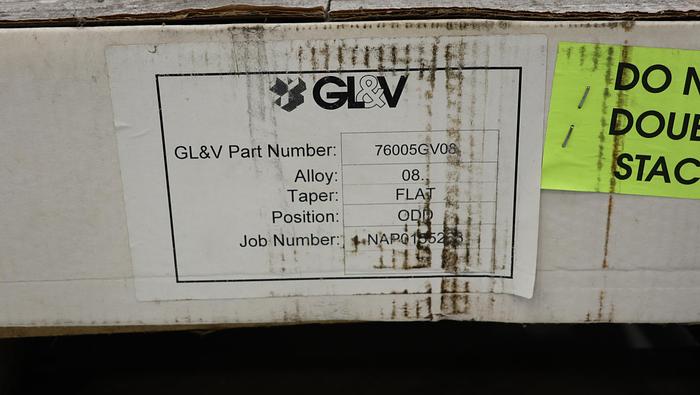 GL&V
GL&V Part Number: 76005GV08
Alloy: 08.
Taper: FLAT
Position: ODD
Job Number:
DO N
DOUB
STAC